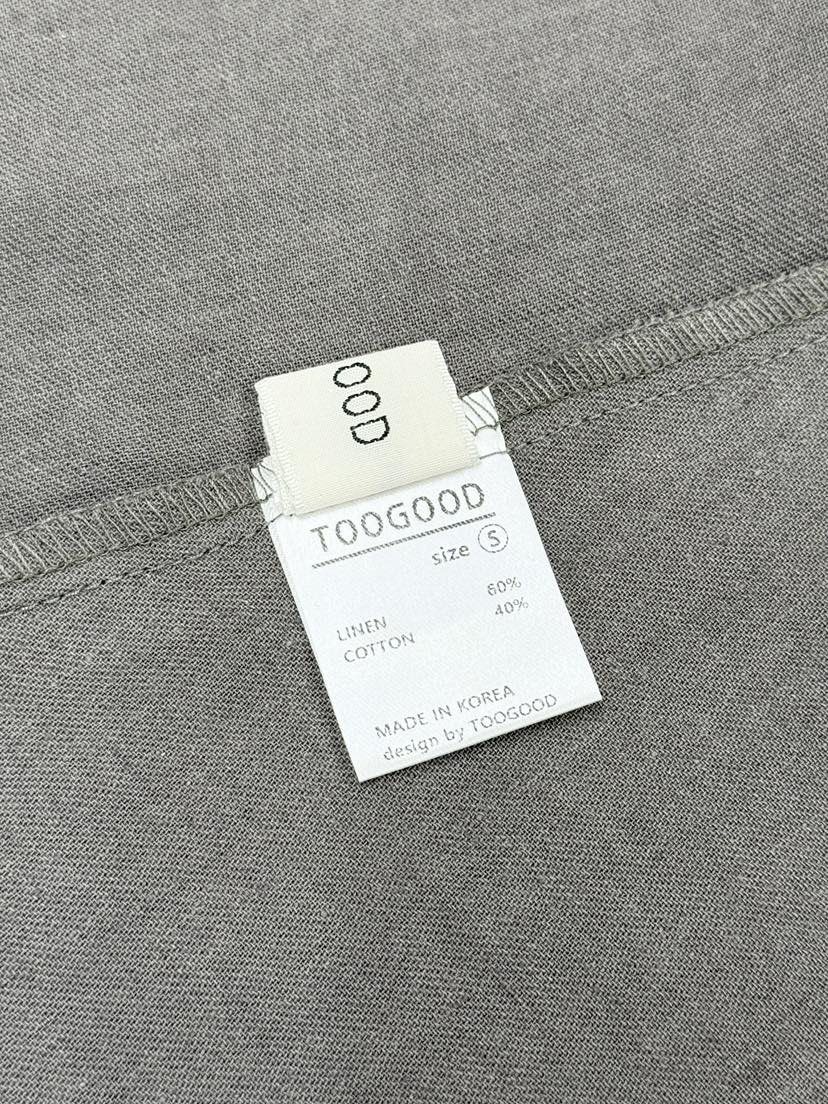 OOD
TOOGOOD
size S
LINEN 60%
COTTON 40%
MADE IN KOREA
design by TOOGOOD